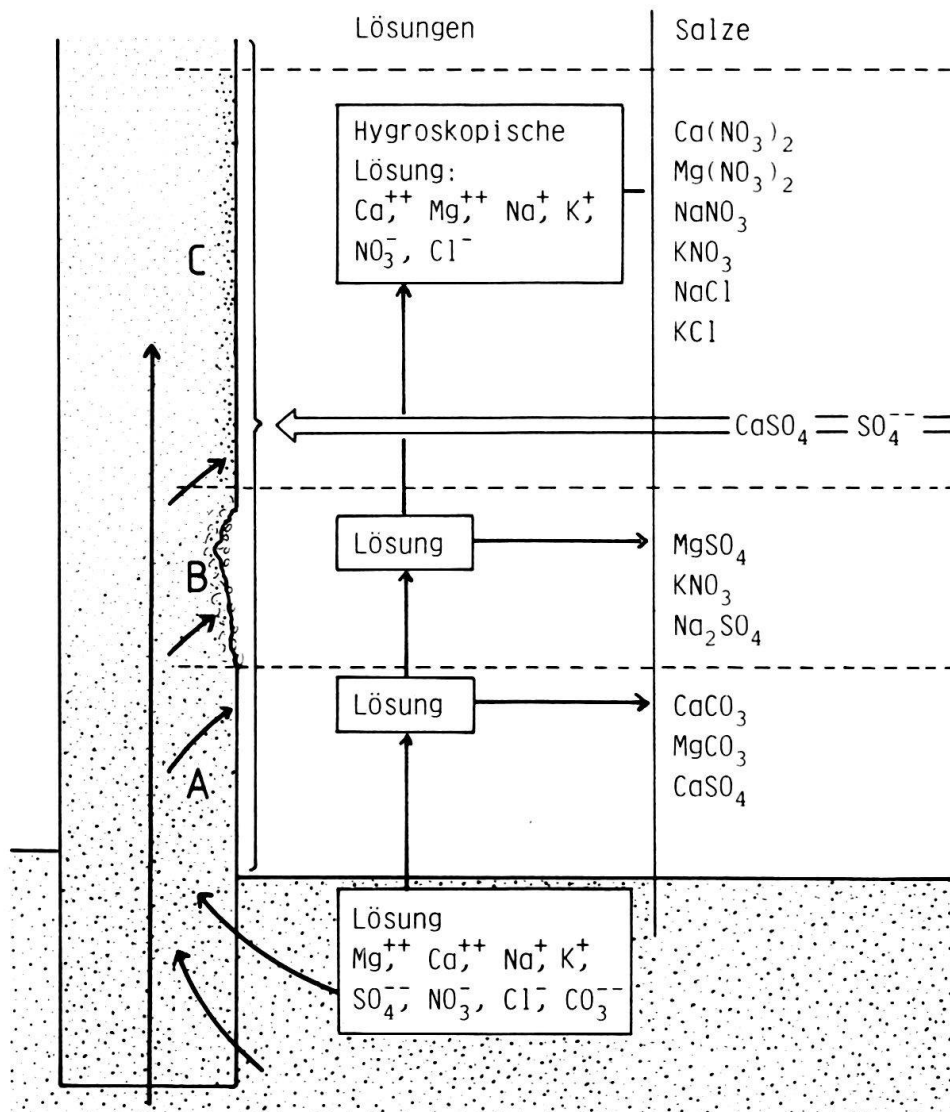 Lösungen
Salze
Hygroskopische
Lösung:
Ca⁺⁺, Mg⁺⁺, Na⁺, K⁺,
NO₃⁻, Cl⁻
Ca(NO₃)₂
Mg(NO₃)₂
NaNO₃
KNO₃
NaCl
KCl
C
CaSO₄ SO₄⁻⁻
Lösung
MgSO₄
KNO₃
Na₂SO₄
B
Lösung
CaCO₃
MgCO₃
CaSO₄
A
Lösung
Mg⁺⁺, Ca⁺⁺, Na⁺, K⁺,
SO₄⁻⁻, NO₃⁻, Cl⁻, CO₃⁻⁻